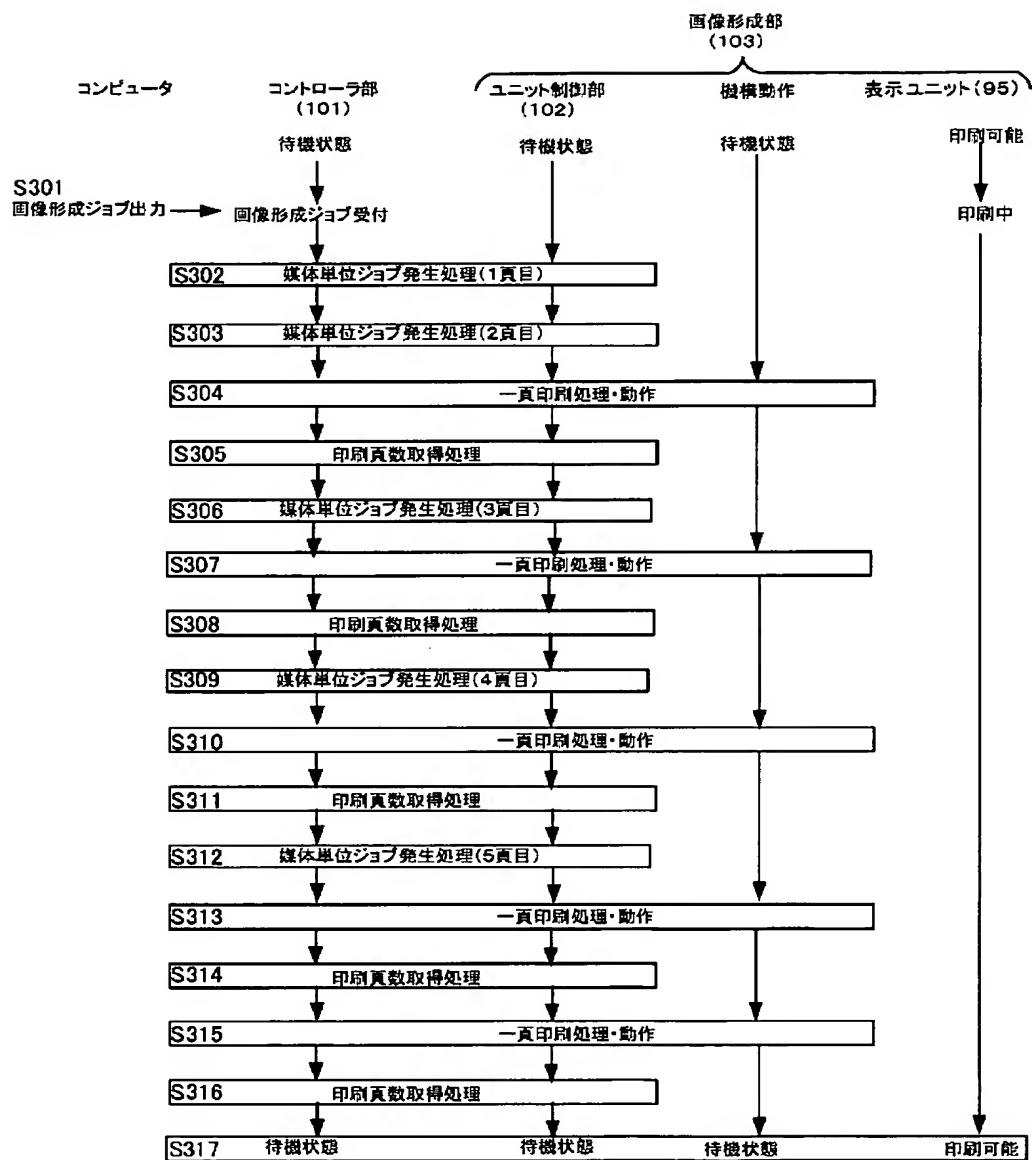 画像形成部
(103)
コンピュータ
コントローラ部
(101)
ユニット制御部
(102)
機構動作
表示ユニット(95)
待機状態
待機状態
待機状態
印刷可能
S301
画像形成ジョブ出力
画像形成ジョブ受付
印刷中
S302 媒体単位ジョブ発生処理(1頁目)
S303 媒体単位ジョブ発生処理(2頁目)
S304 一頁印刷処理・動作
S305 印刷頁数取得処理
S306 媒体単位ジョブ発生処理(3頁目)
S307 一頁印刷処理・動作
S308 印刷頁数取得処理
S309 媒体単位ジョブ発生処理(4頁目)
S310 一頁印刷処理・動作
S311 印刷頁数取得処理
S312 媒体単位ジョブ発生処理(5頁目)
S313 一頁印刷処理・動作
S314 印刷頁数取得処理
S315 一頁印刷処理・動作
S316 印刷頁数取得処理
S317 待機状態 待機状態 待機状態 印刷可能